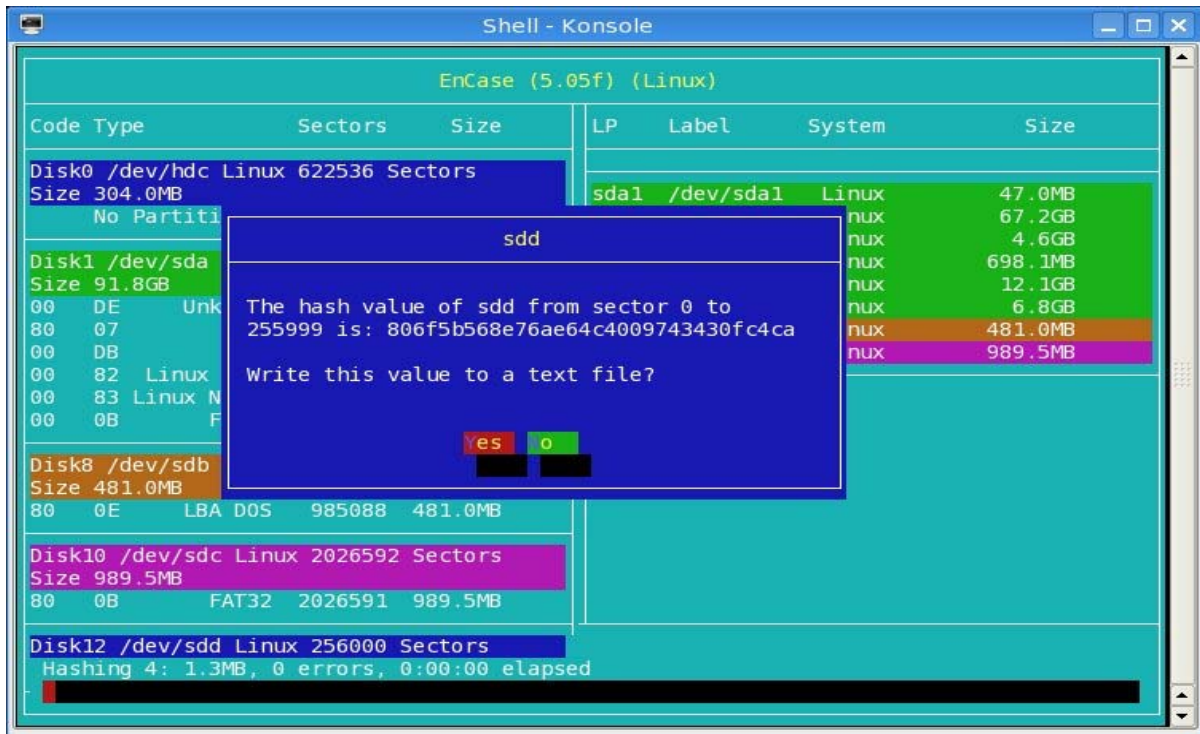 Shell - Konsole
EnCase (5.05f) (Linux)
Code Type Sectors Size
LP Label System Size
Disk0 /dev/hdc Linux 622536 Sectors
Size 304.0MB
No Partiti
Disk1 /dev/sda
Size 91.8GB
00 DE Unk
80 07
00 DB
00 82 Linux
00 83 Linux N
00 0B F
Disk8 /dev/sdb
Size 481.0MB
80 0E LBA DOS 985088 481.0MB
Disk10 /dev/sdc Linux 2026592 Sectors
Size 989.5MB
80 0B FAT32 2026591 989.5MB
Disk12 /dev/sdd Linux 256000 Sectors
Hashing 4: 1.3MB, 0 errors, 0:00:00 elapsed
sda1 /dev/sda1 Linux 47.0MB
nux 67.2GB
nux 4.6GB
nux 698.1MB
nux 12.1GB
nux 6.8GB
nux 481.0MB
nux 989.5MB
sdd
The hash value of sdd from sector 0 to
255999 is: 806f5b568e76ae64c4009743430fc4ca
Write this value to a text file?
Yes No